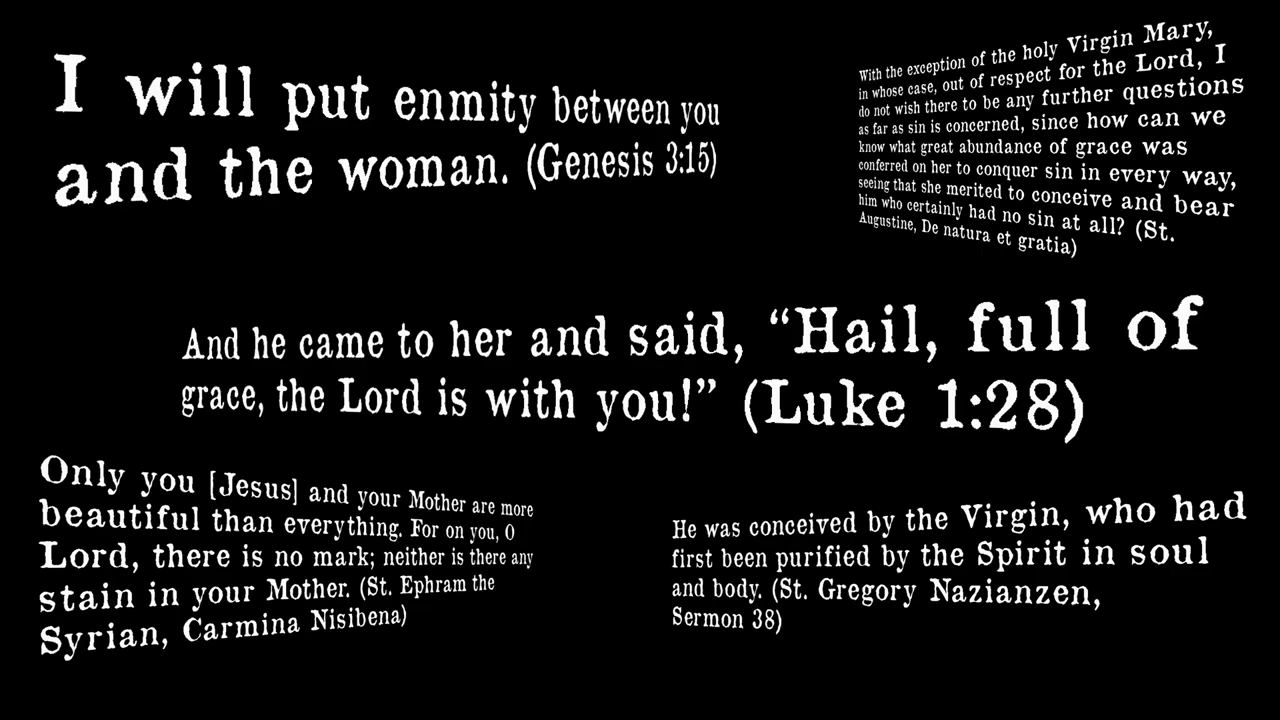 I will put enmity between you
and the woman. (Genesis 3:15)
With the exception of the holy Virgin Mary,
in whose case, out of respect for the Lord, I
do not wish there to be any further questions
as far as sin is concerned, since how can we
know what great abundance of grace was
conferred on her to conquer sin in every way,
seeing that she merited to conceive and bear
him who certainly had no sin at all? (St.
Augustine, De natura et gratia)
And he came to her and said, “Hail, full of
grace, the Lord is with you!” (Luke 1:28)
Only you [Jesus] and your Mother are more
beautiful than everything. For on you, O
Lord, there is no mark; neither is there any
stain in your Mother. (St. Ephram the
Syrian, Carmina Nisibena)
He was conceived by the Virgin, who had
first been purified by the Spirit in soul
and body. (St. Gregory Nazianzen,
Sermon 38)